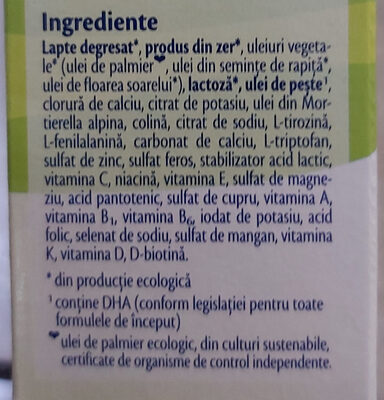 Ingrediente
Lapte degresat*, produs din zer*, uleiuri vegeta-
le* (ulei de palmier❤, ulei din semințe de rapiță*,
ulei de floarea soarelui*), lactoză*, ulei de pește¹,
clorură de calciu, citrat de potasiu, ulei din Mor-
tierella alpina, colină, citrat de sodiu, L-tirozină,
L-fenilalanină, carbonat de calciu, L-triptofan,
sulfat de zinc, sulfat feros, stabilizator acid lactic,
vitamina C, niacină, vitamina E, sulfat de magne-
ziu, acid pantotenic, sulfat de cupru, vitamina A,
vitamina B₁, vitamina B₆, iodat de potasiu, acid
folic, selenat de sodiu, sulfat de mangan, vitamina
K, vitamina D, D-biotină.
* din producție ecologică
¹ conține DHA (conform legislației pentru toate
formulele de început)
❤ulei de palmier ecologic, din culturi sustenabile,
certificate de organisme de control independente.